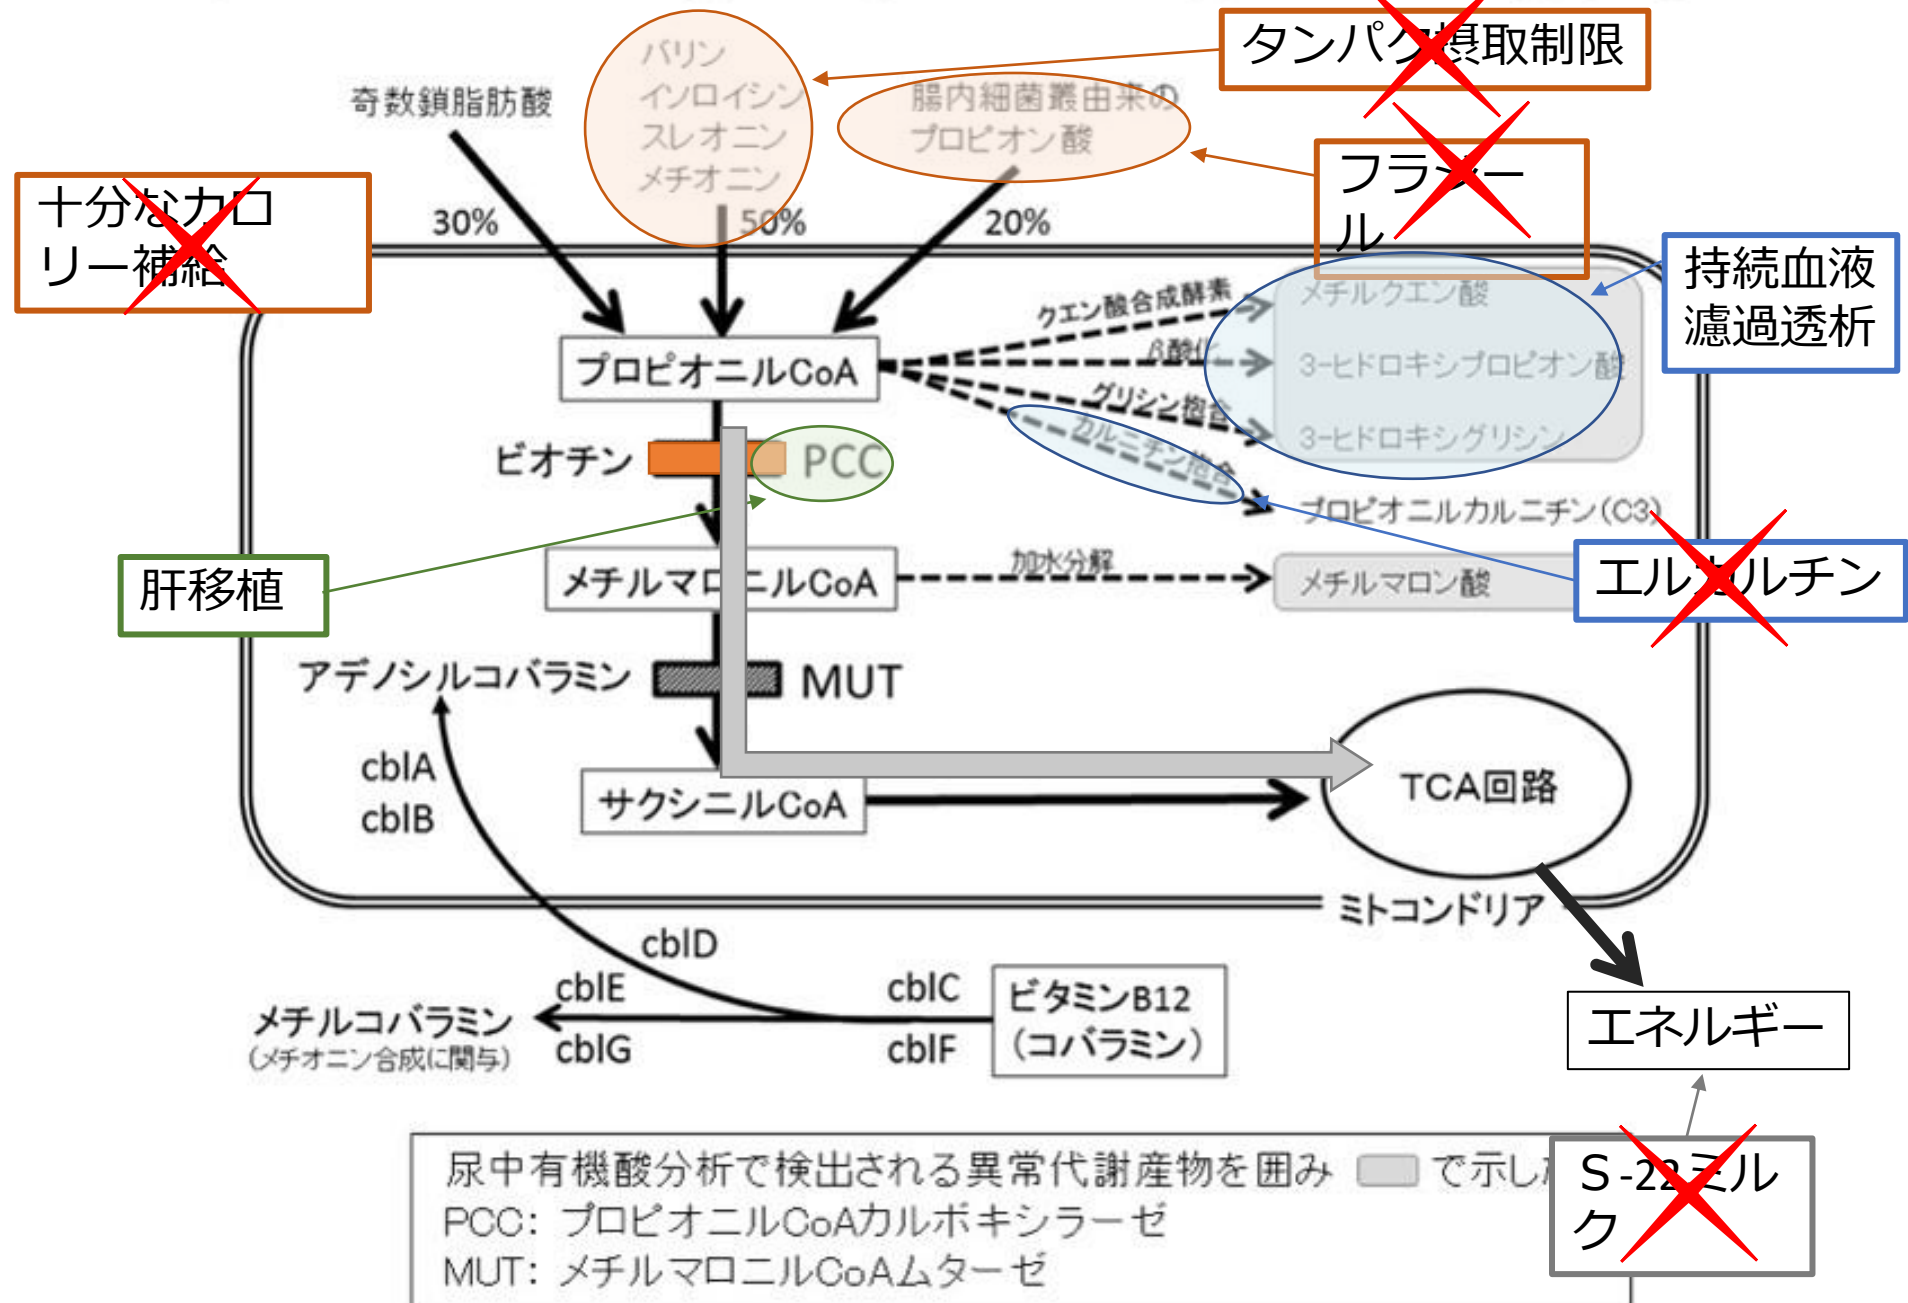 タンパク摂取制限
バリン
イソロイシン
スレオニン
メチオニン
奇数鎖脂肪酸
腸内細菌叢由来の
プロピオン酸
フラジー
ル
十分なカロ
リー補給
30%
50%
20%
持続血液
濾過透析
クエン酸合成酵素
メチルクエン酸
β酸化
3-ヒドロキシプロピオン酸
プロピオニルCoA
グリシン抱合
3-ヒドロキシグリシン
カルニチン抱合
ビオチン
PCC
プロピオニルカルニチン(C3)
肝移植
メチルマロニルCoA
加水分解
メチルマロン酸
エルカルチン
アデノシルコバラミン
MUT
cblA
cblB
サクシニルCoA
TCA回路
ミトコンドリア
cblD
cblE
cblC
ビタミンB12
(コバラミン)
メチルコバラミン
(メチオニン合成に関与)
cblG
cblF
エネルギー
尿中有機酸分析で検出される異常代謝産物を囲み で示し
PCC: プロピオニルCoAカルボキシラーゼ
MUT: メチルマロニルCoAムターゼ
S-22ミル
ク